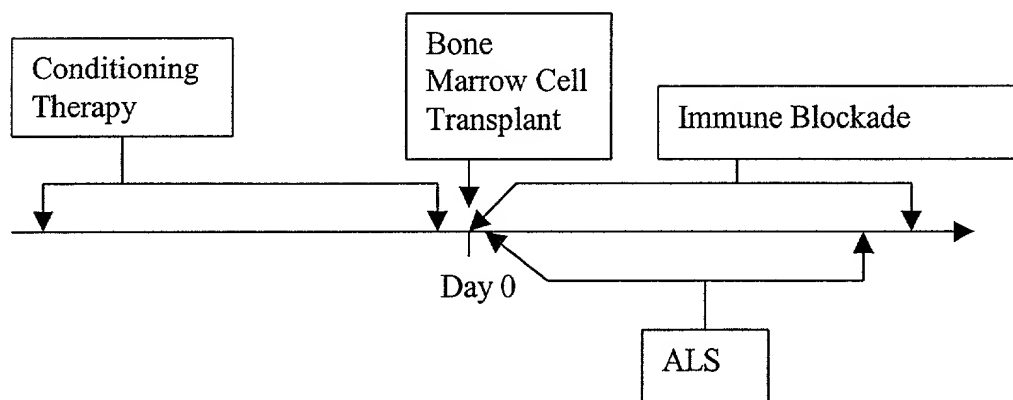 Conditioning
Therapy
Bone
Marrow Cell
Transplant
Immune Blockade
Day 0
ALS